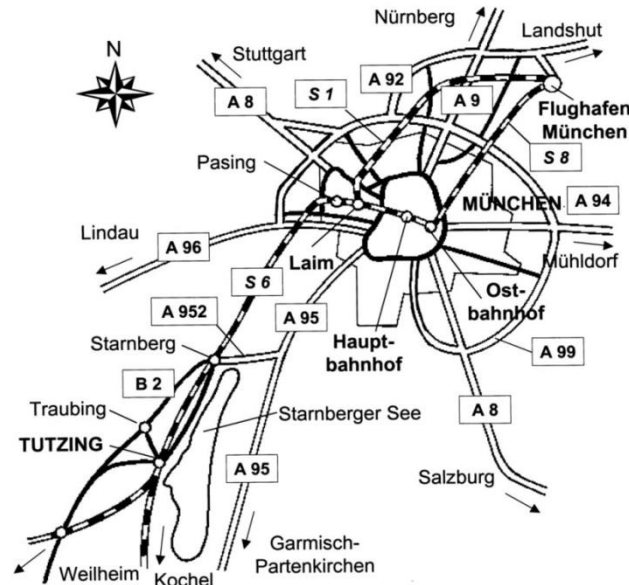 Nürnberg
N
Landshut
Stuttgart
A 92
S 1
A 9
A 8
Flughafen
München
Pasing
S 8
MÜNCHEN
A 94
Lindau
A 96
Laim
Mühldorf
S 6
Ost-
bahnhof
A 952
A 95
Haupt-
bahnhof
Starnberg
A 99
B 2
A 8
Traubing
Starnberger See
TUTZING
A 95
Salzburg
Garmisch-
Partenkirchen
Weilheim
Kochel